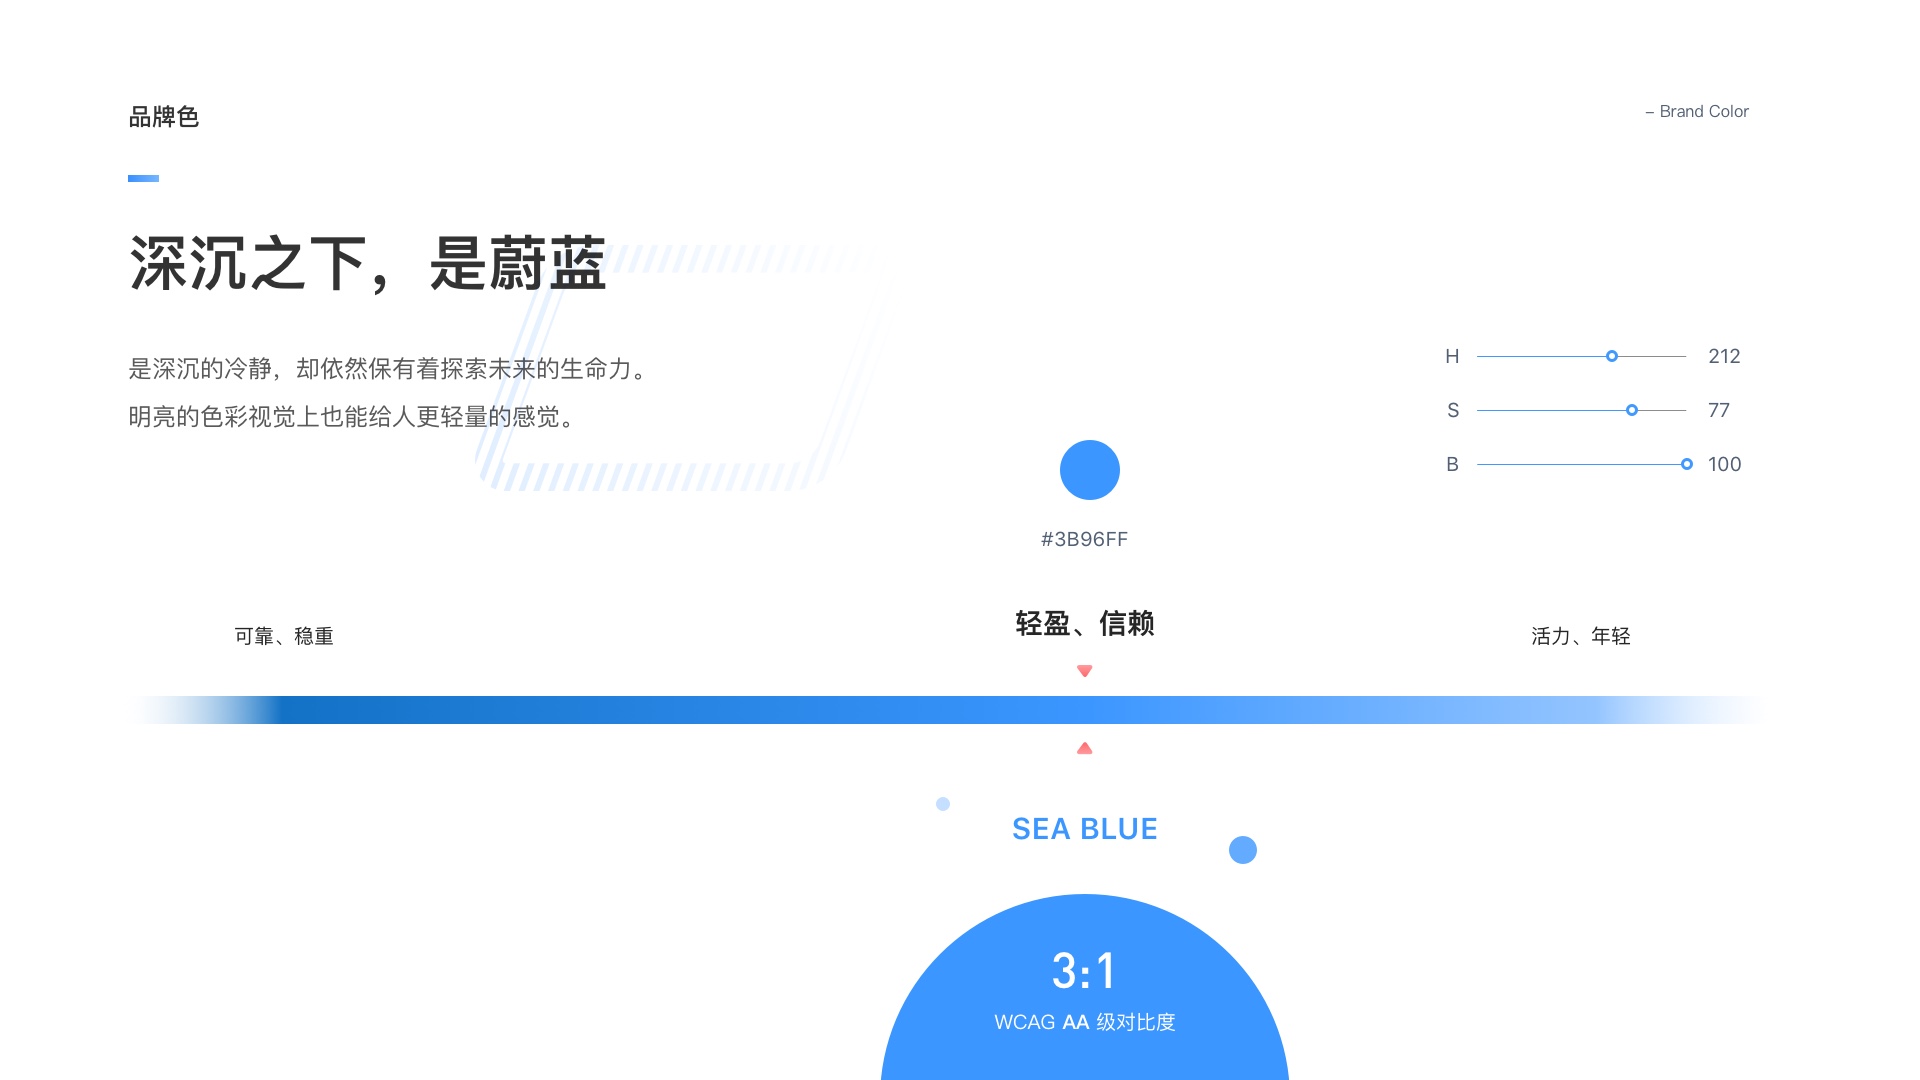 品牌色
– Brand Color
深沉之下，是蔚蓝
是深沉的冷静，却依然保有着探索未来的生命力。
明亮的色彩视觉上也能给人更轻量的感觉。
H 212
S 77
B 100
#3B96FF
可靠、稳重
轻盈、信赖
活力、年轻
SEA BLUE
3:1
WCAG AA 级对比度